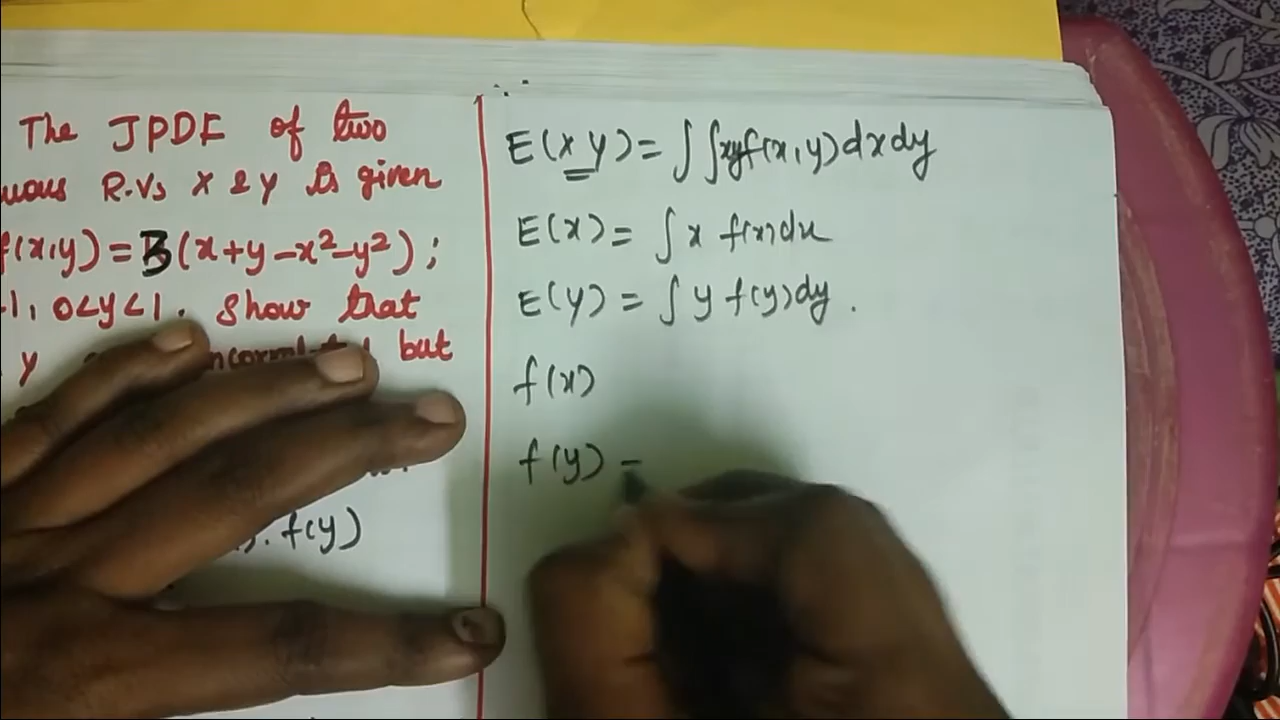 The JPDF of two
uous R.Vs X & Y is given
f(x,y) = 3(x+y-x²-y²);
1, 0<y<1. Show that
y but
. f(y)
E(xy) = ∫∫xyf(x,y)dxdy
E(x) = ∫ x f(x)dx
E(y) = ∫ y f(y)dy.
f(x)
f(y) =